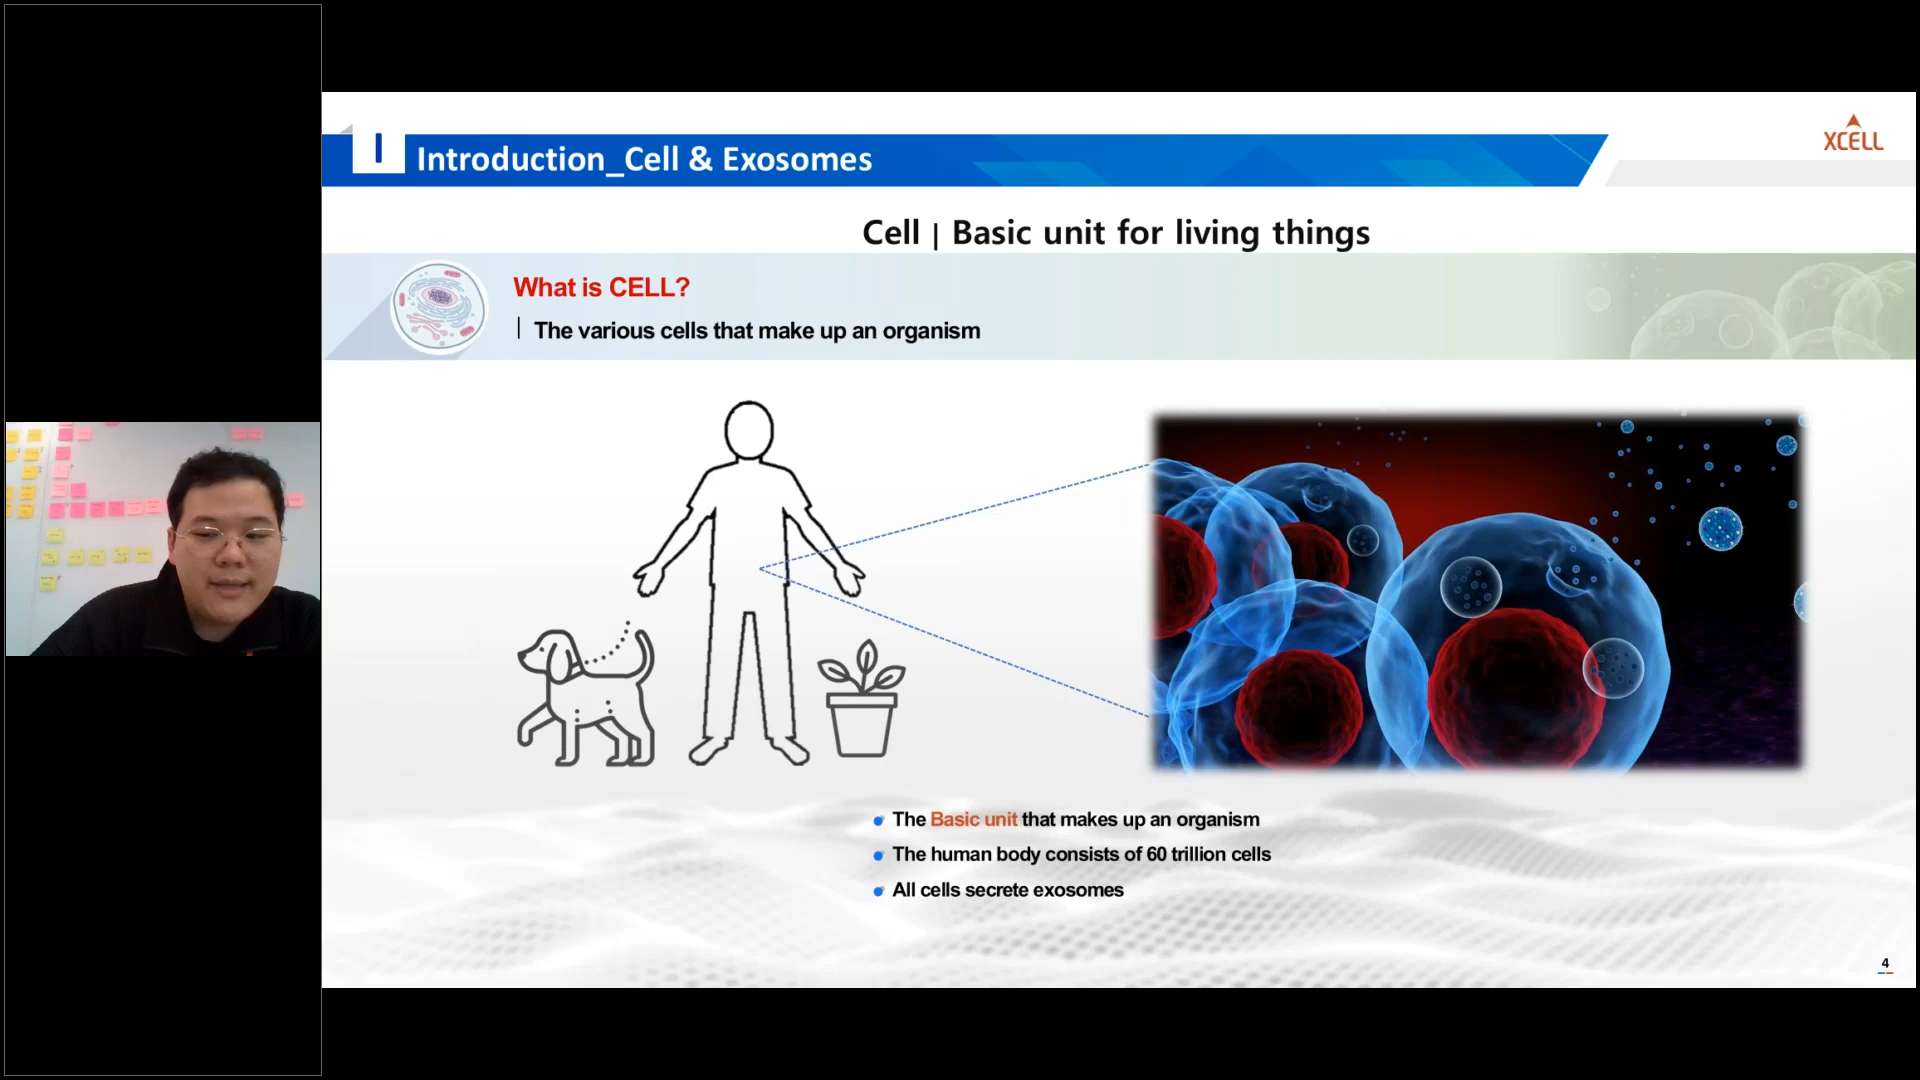 I
Introduction_Cell & Exosomes
XCELL
Cell | Basic unit for living things
What is CELL?
The various cells that make up an organism
The Basic unit that makes up an organism
The human body consists of 60 trillion cells
All cells secrete exosomes
4